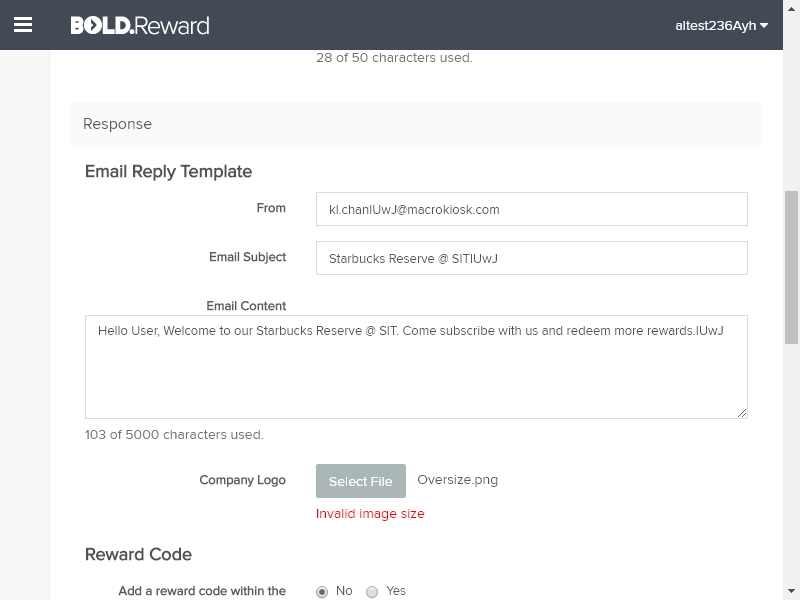 BOLD.Reward
altest236Ayh
28 of 50 characters used.
Response
Email Reply Template
From
kl.chanIUwJ@macrokiosk.com
Email Subject
Starbucks Reserve @ SITIUwJ
Email Content
Hello User, Welcome to our Starbucks Reserve @ SIT. Come subscribe with us and redeem more rewards.IUwJ
103 of 5000 characters used.
Company Logo
Select File
Oversize.png
Invalid image size
Reward Code
Add a reward code within the
No
Yes